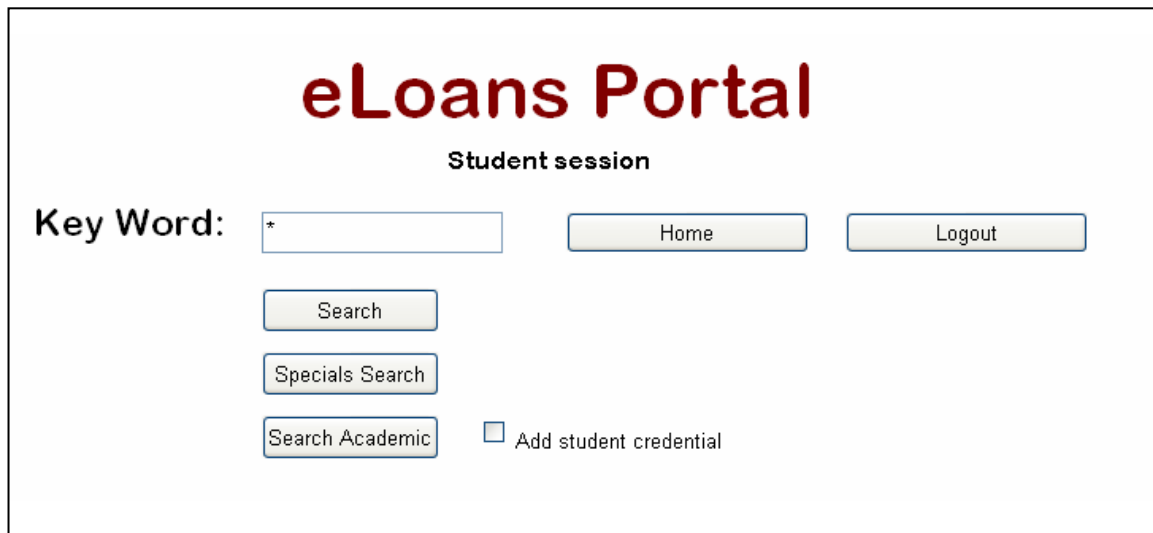 eLoans Portal
Student session
Key Word: * Home Logout
Search
Specials Search
Search Academic Add student credential